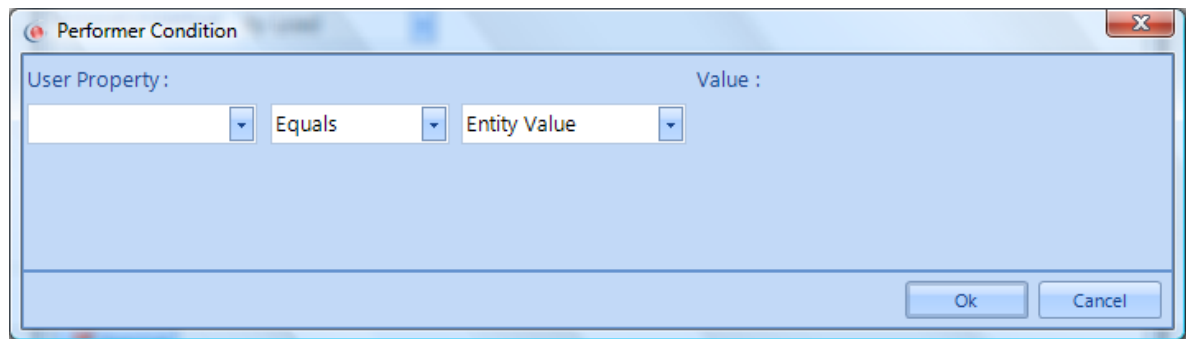 Performer Condition
User Property :
Value :
Equals
Entity Value
Ok
Cancel